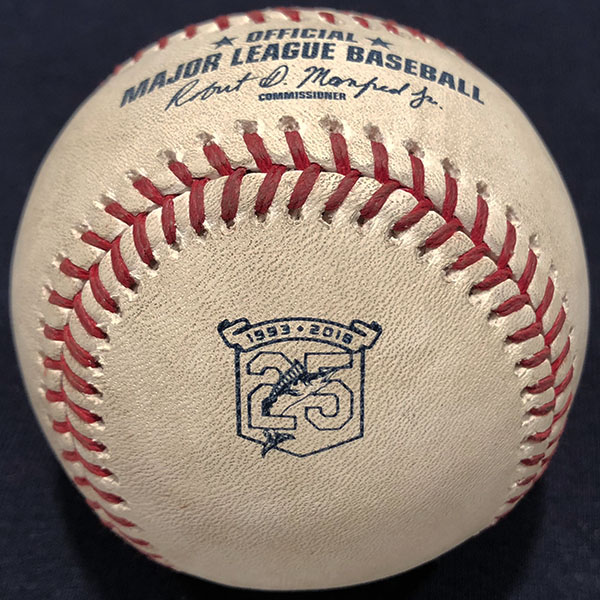 OFFICIAL
MAJOR LEAGUE BASEBALL
Robert D. Manfred Jr.
COMMISSIONER
1993 • 2018
25